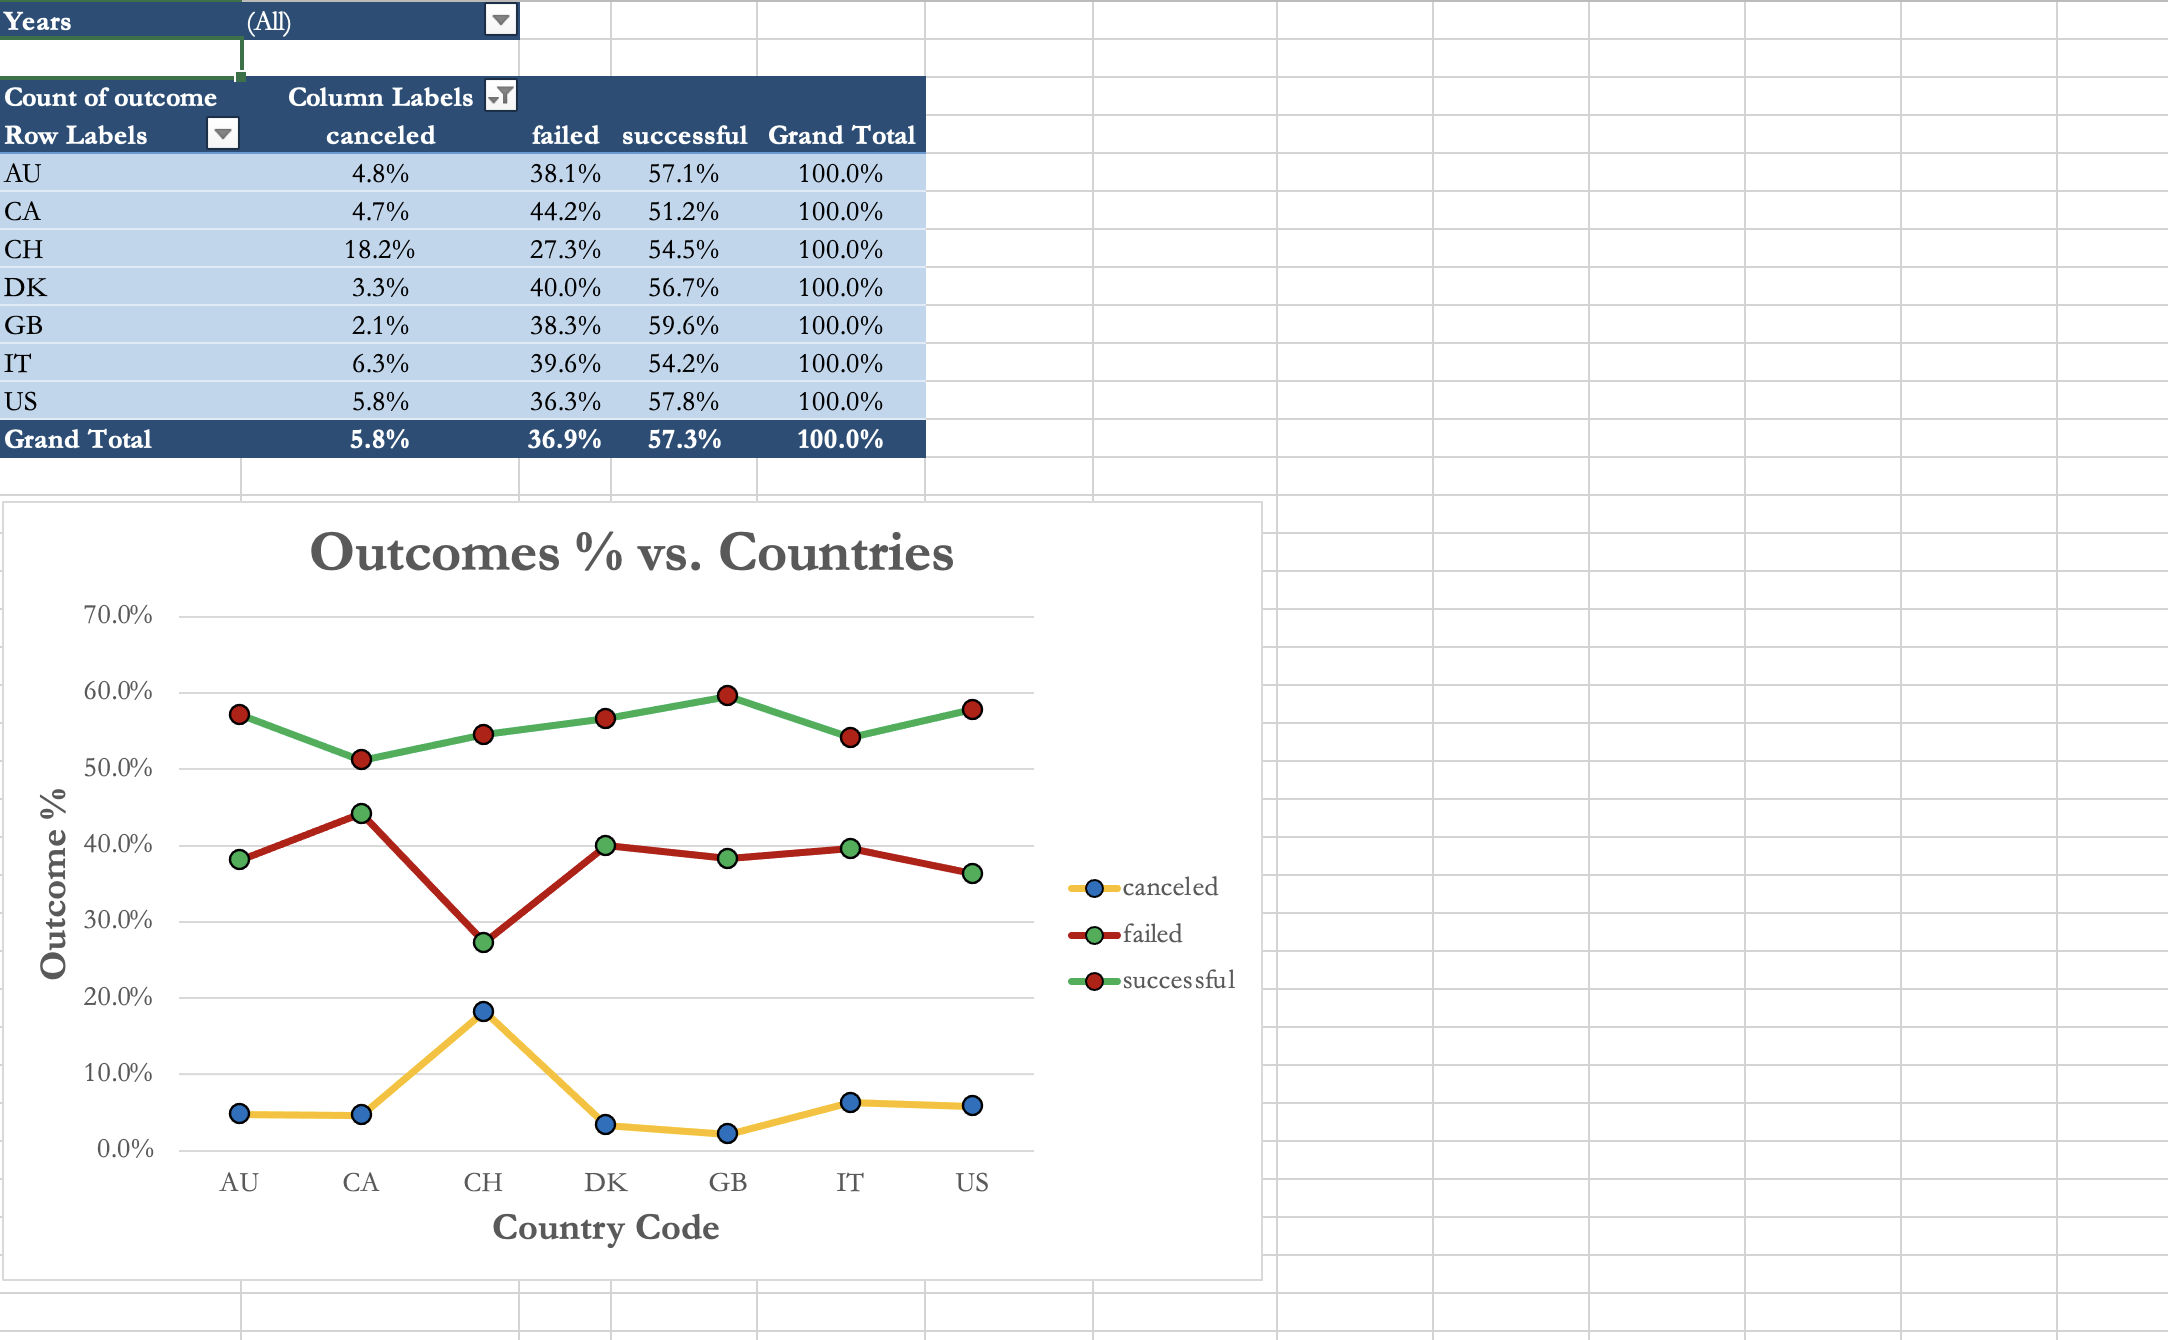 Years (All)
Count of outcome Column Labels
Row Labels canceled failed successful Grand Total
AU 4.8% 38.1% 57.1% 100.0%
CA 4.7% 44.2% 51.2% 100.0%
CH 18.2% 27.3% 54.5% 100.0%
DK 3.3% 40.0% 56.7% 100.0%
GB 2.1% 38.3% 59.6% 100.0%
IT 6.3% 39.6% 54.2% 100.0%
US 5.8% 36.3% 57.8% 100.0%
Grand Total 5.8% 36.9% 57.3% 100.0%
Outcomes % vs. Countries
70.0%
60.0%
50.0%
40.0%
30.0%
20.0%
10.0%
0.0%
Outcome %
AU CA CH DK GB IT US
Country Code
canceled
failed
successful